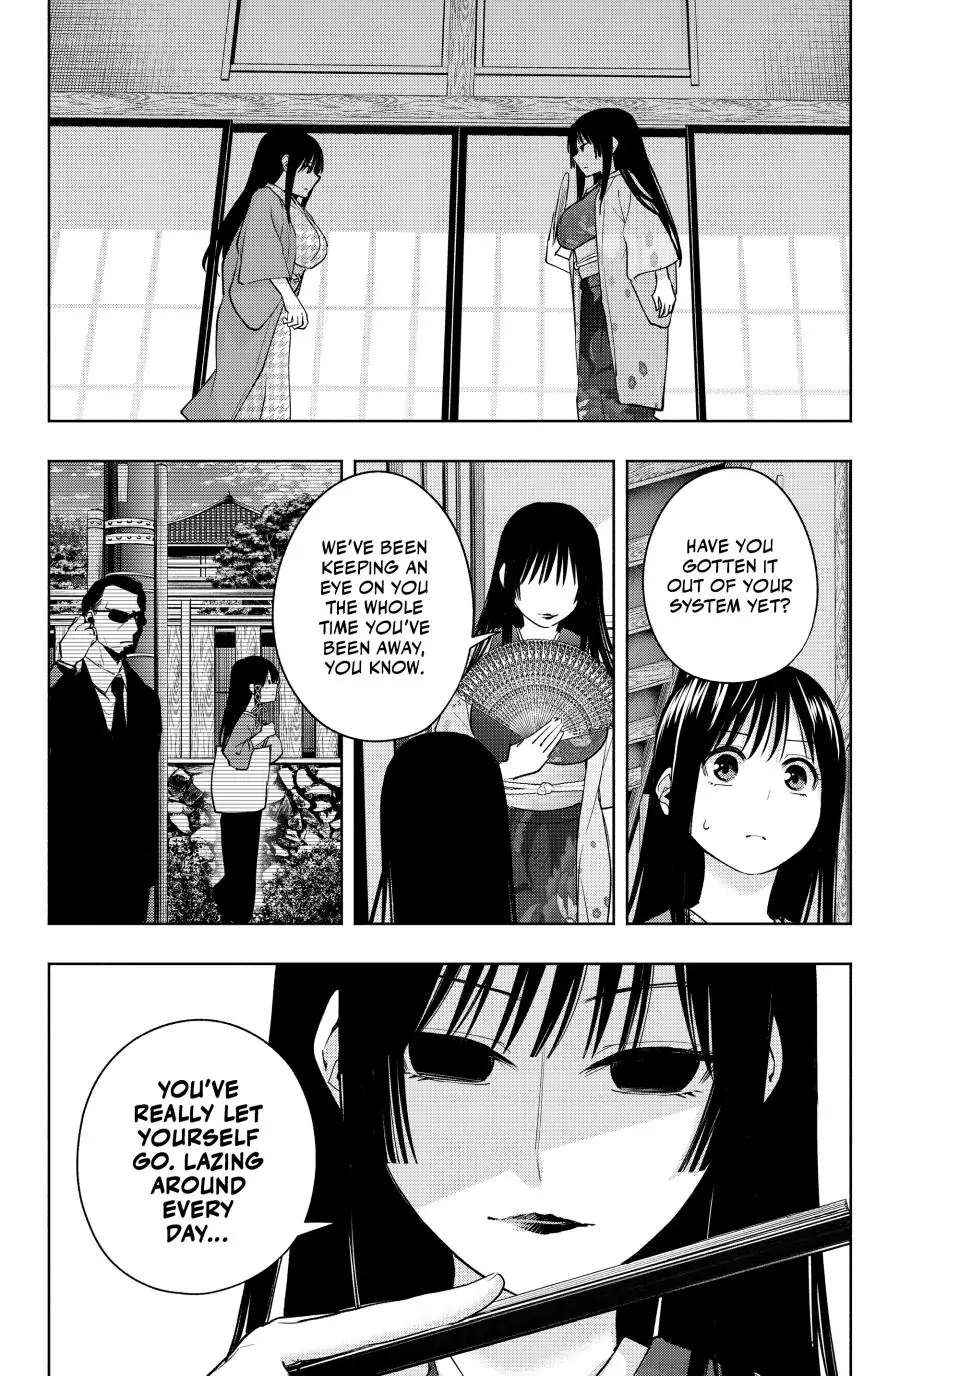 HAVE YOU
GOTTEN IT
OUT OF YOUR
SYSTEM YET?
WE'VE BEEN
KEEPING AN
EYE ON YOU
THE WHOLE
TIME YOU'VE
BEEN AWAY,
YOU KNOW.
YOU'VE
REALLY LET
YOURSELF
GO. LAZING
AROUND
EVERY
DAY...